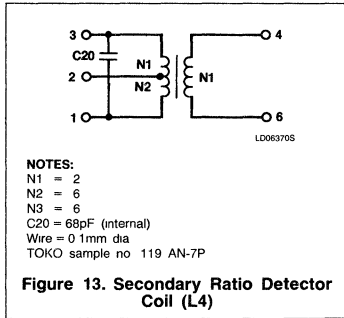 3
4
C20
N1
2
N2
N1
1
6
LD06370S
NOTES:
N1 = 2
N2 = 6
N3 = 6
C20 = 68pF (internal)
Wire = 0 1mm dia
TOKO sample no 119 AN-7P
Figure 13. Secondary Ratio Detector
Coil (L4)